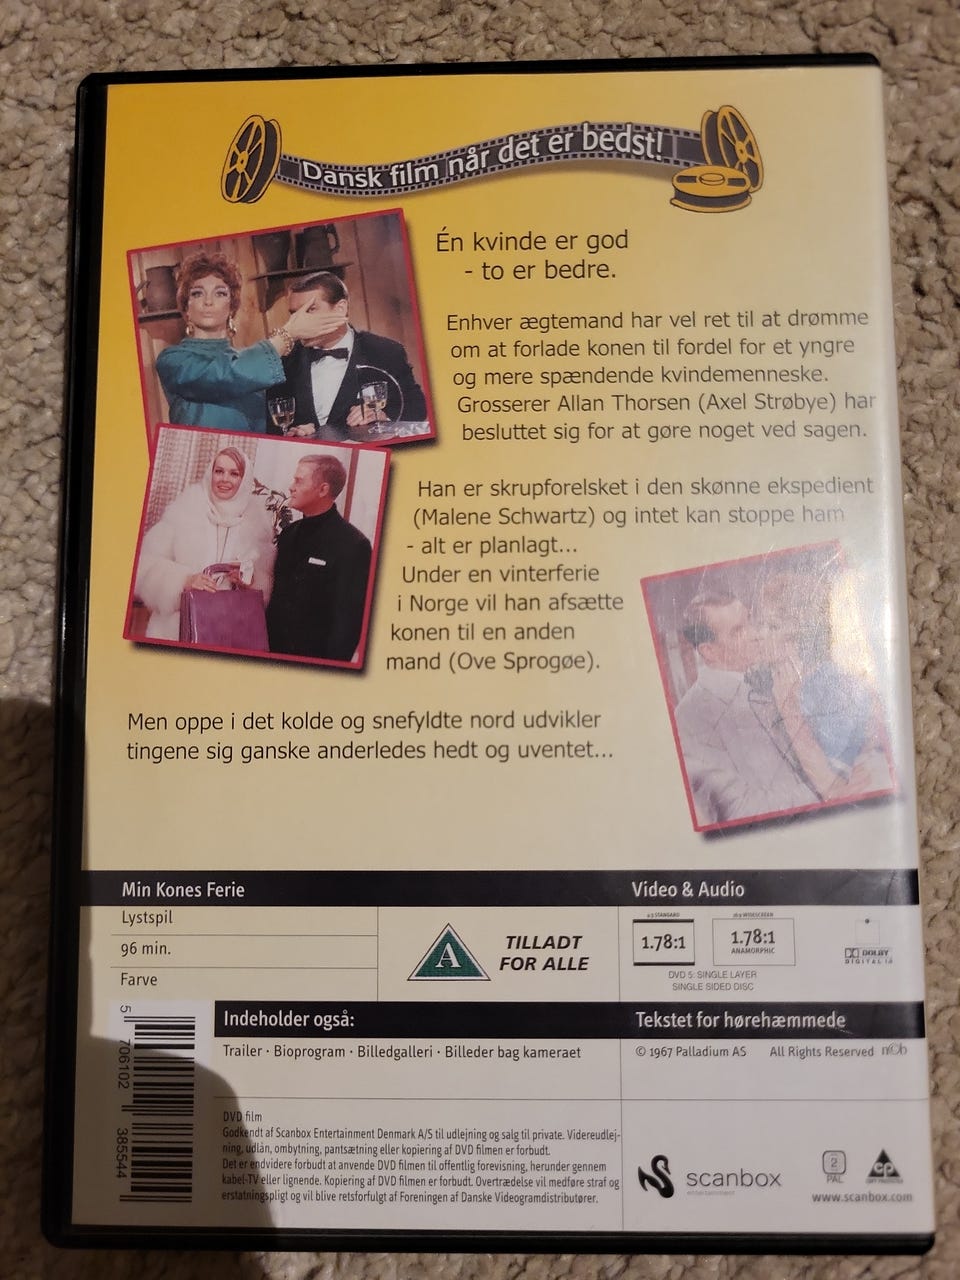 Dansk film når det er bedst!
Én kvinde er god
- to er bedre.
Enhver ægtemand har vel ret til at drømme
om at forlade konen til fordel for et yngre
og mere spændende kvindemenneske.
Grosserer Allan Thorsen (Axel Strøbye) har
besluttet sig for at gøre noget ved sagen.
Han er skrupforelsket i den skønne ekspedient
(Malene Schwartz) og intet kan stoppe ham
- alt er planlagt...
Under en vinterferie
i Norge vil han afsætte
konen til en anden
mand (Ove Sprogøe).
Men oppe i det kolde og snefyldte nord udvikler
tingene sig ganske anderledes hedt og uventet...
Min Kones Ferie
Lystspil
96 min.
Farve
A
TILLADT
FOR ALLE
Video & Audio
4:3 STANDARD
1.78:1
16:9 WIDESCREEN
1.78:1
ANAMORPHIC
DVD 5: SINGLE LAYER
SINGLE SIDED DISC
DOLBY
DIGITAL
5 706102 385544
Indeholder også:
Trailer · Bioprogram · Billedgalleri · Billeder bag kameraet
Tekstet for hørehæmmede
© 1967 Palladium AS All Rights Reserved
DVD film
Godkendt af Scanbox Entertainment Denmark A/S til udlejning og salg til private. Videreudlej-
ning, udlån, ombytning, pantsætning eller kopiering af DVD filmen er forbudt.
Det er endvidere forbudt at anvende DVD filmen til offentlig forevisning, herunder gennem
kabel-TV eller lignende. Kopiering af DVD filmen er forbudt. Overtrædelse vil medføre straf og
erstatningspligt og vil blive retsforfulgt af Foreningen af Danske Videogramdistributører.
scanbox
entertainment
2
PAL
www.scanbox.com